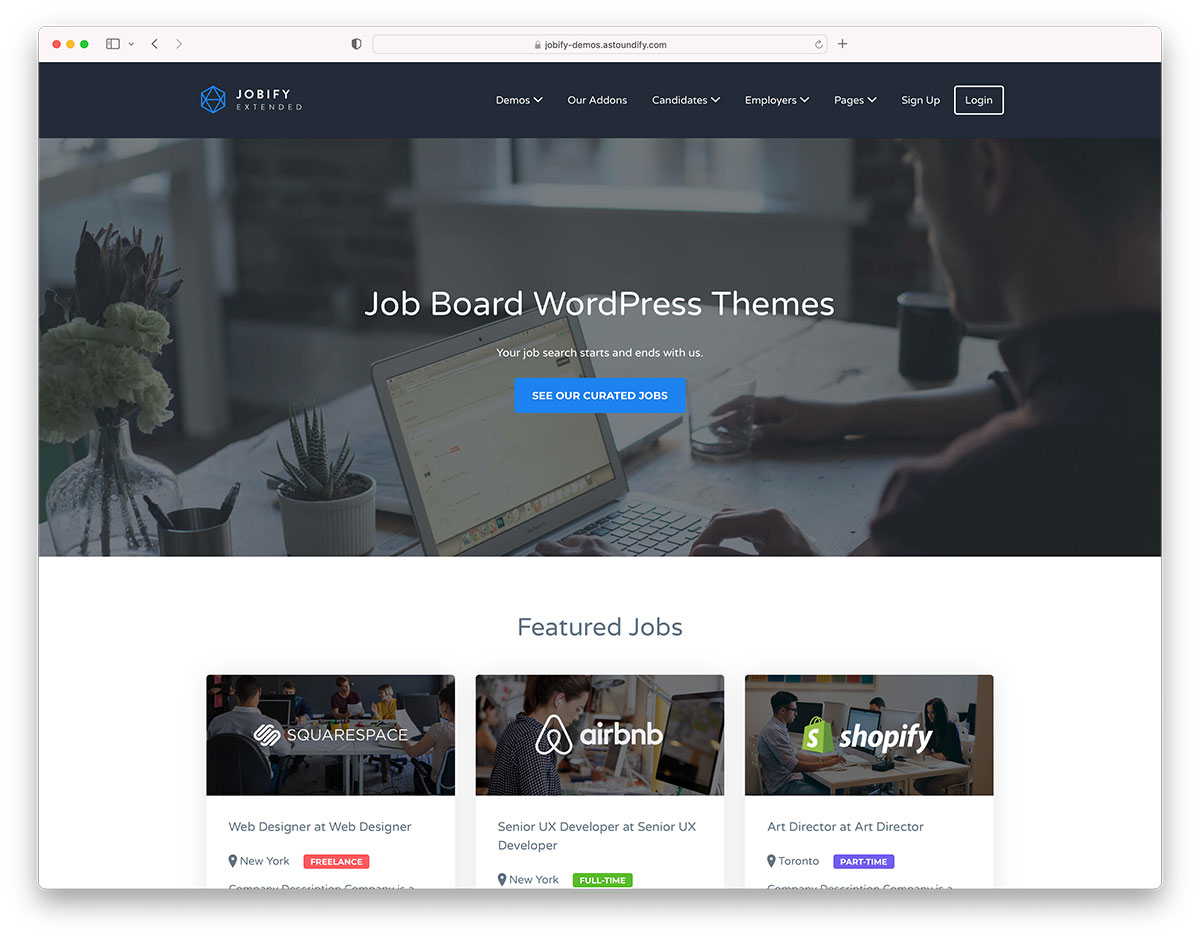 jobify-demos.astoundify.com
JOBIFY
EXTENDED
Demos Our Addons Candidates Employers Pages Sign Up Login
Job Board WordPress Themes
Your job search starts and ends with us.
SEE OUR CURATED JOBS
Featured Jobs
SQUARESPACE
airbnb
shopify
Web Designer at Web Designer
New York FREELANCE
Company Description Company is a
Senior UX Developer at Senior UX
Developer
New York FULL-TIME
Art Director at Art Director
Toronto PART-TIME
Company Description Company is a